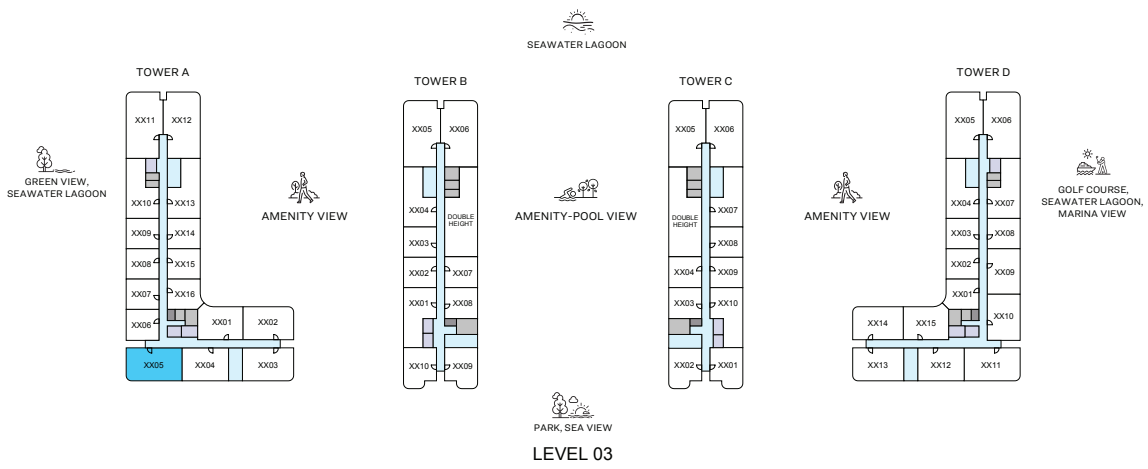 SEAWATER LAGOON
TOWER A
TOWER B
TOWER C
TOWER D
XX11 XX12
XX05 XX06
XX05 XX06
XX05 XX06
GREEN VIEW,
SEAWATER LAGOON
AMENITY VIEW
AMENITY-POOL VIEW
AMENITY VIEW
GOLF COURSE,
SEAWATER LAGOON,
MARINA VIEW
XX10 XX13
XX09 XX14
XX08 XX15
XX07 XX16
XX06 XX01 XX02
XX05 XX04 XX03
XX04 DOUBLE
HEIGHT
XX03
XX02 XX07
XX01 XX08
XX10 XX09
XX07
DOUBLE
HEIGHT
XX08
XX04 XX09
XX03 XX10
XX02 XX01
XX04 XX07
XX03 XX08
XX02 XX09
XX01
XX10
XX14 XX15
XX13 XX12 XX11
PARK, SEA VIEW
LEVEL 03